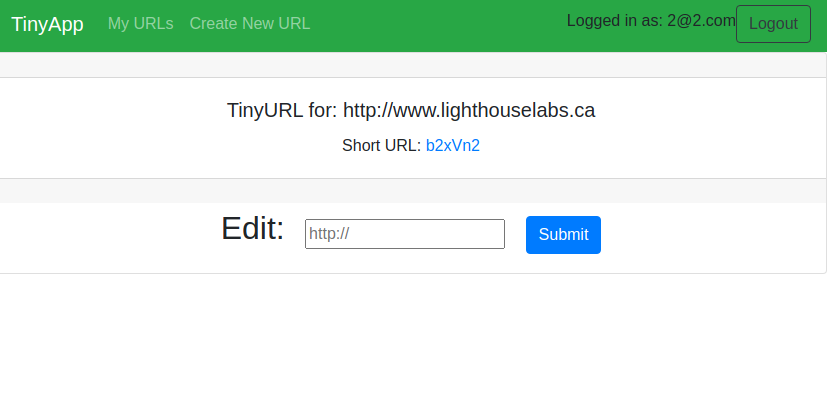 TinyApp My URLs Create New URL Logged in as: 2@2.com Logout
TinyURL for: http://www.lighthouselabs.ca
Short URL: b2xVn2
Edit: http:// Submit